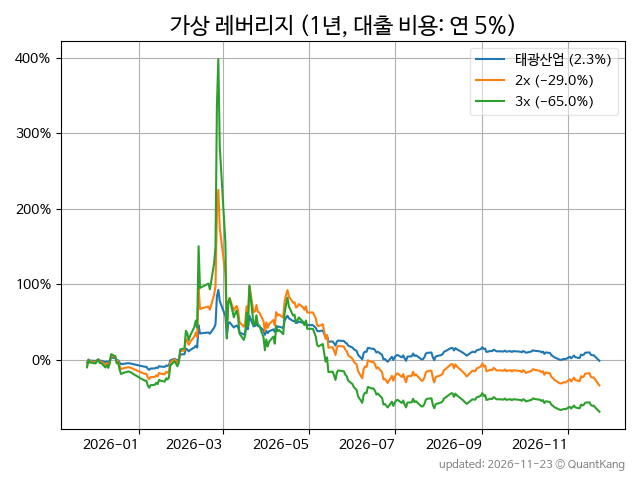 가상 레버리지 (1년, 대출 비용: 연 5%)
400%
300%
200%
100%
0%
태광산업 (2.3%)
2x (−29.0%)
3x (−65.0%)
2026-01
2026-03
2026-05
2026-07
2026-09
2026-11
updated: 2026-11-23 © QuantKang